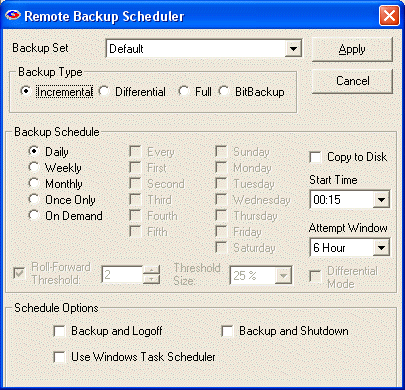 Remote Backup Scheduler
Backup Set
Default
Apply
Backup Type
Incremental
Differential
Full
BitBackup
Cancel
Backup Schedule
Daily
Weekly
Monthly
Once Only
On Demand
Every
First
Second
Third
Fourth
Fifth
Sunday
Monday
Tuesday
Wednesday
Thursday
Friday
Saturday
Copy to Disk
Start Time
00:15
Attempt Window
6 Hour
Roll-Forward
Threshold:
2
Threshold
Size:
25 %
Differential
Mode
Schedule Options
Backup and Logoff
Backup and Shutdown
Use Windows Task Scheduler